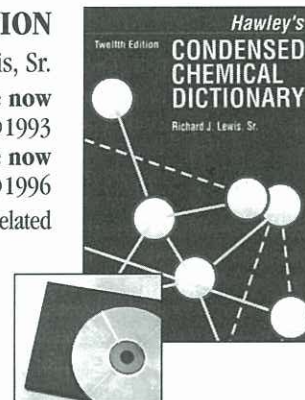 ION
is, Sr.
now
1993
now
1996
elated
Hawley's
Twelfth Edition
CONDENSED
CHEMICAL
DICTIONARY
Richard J. Lewis, Sr.